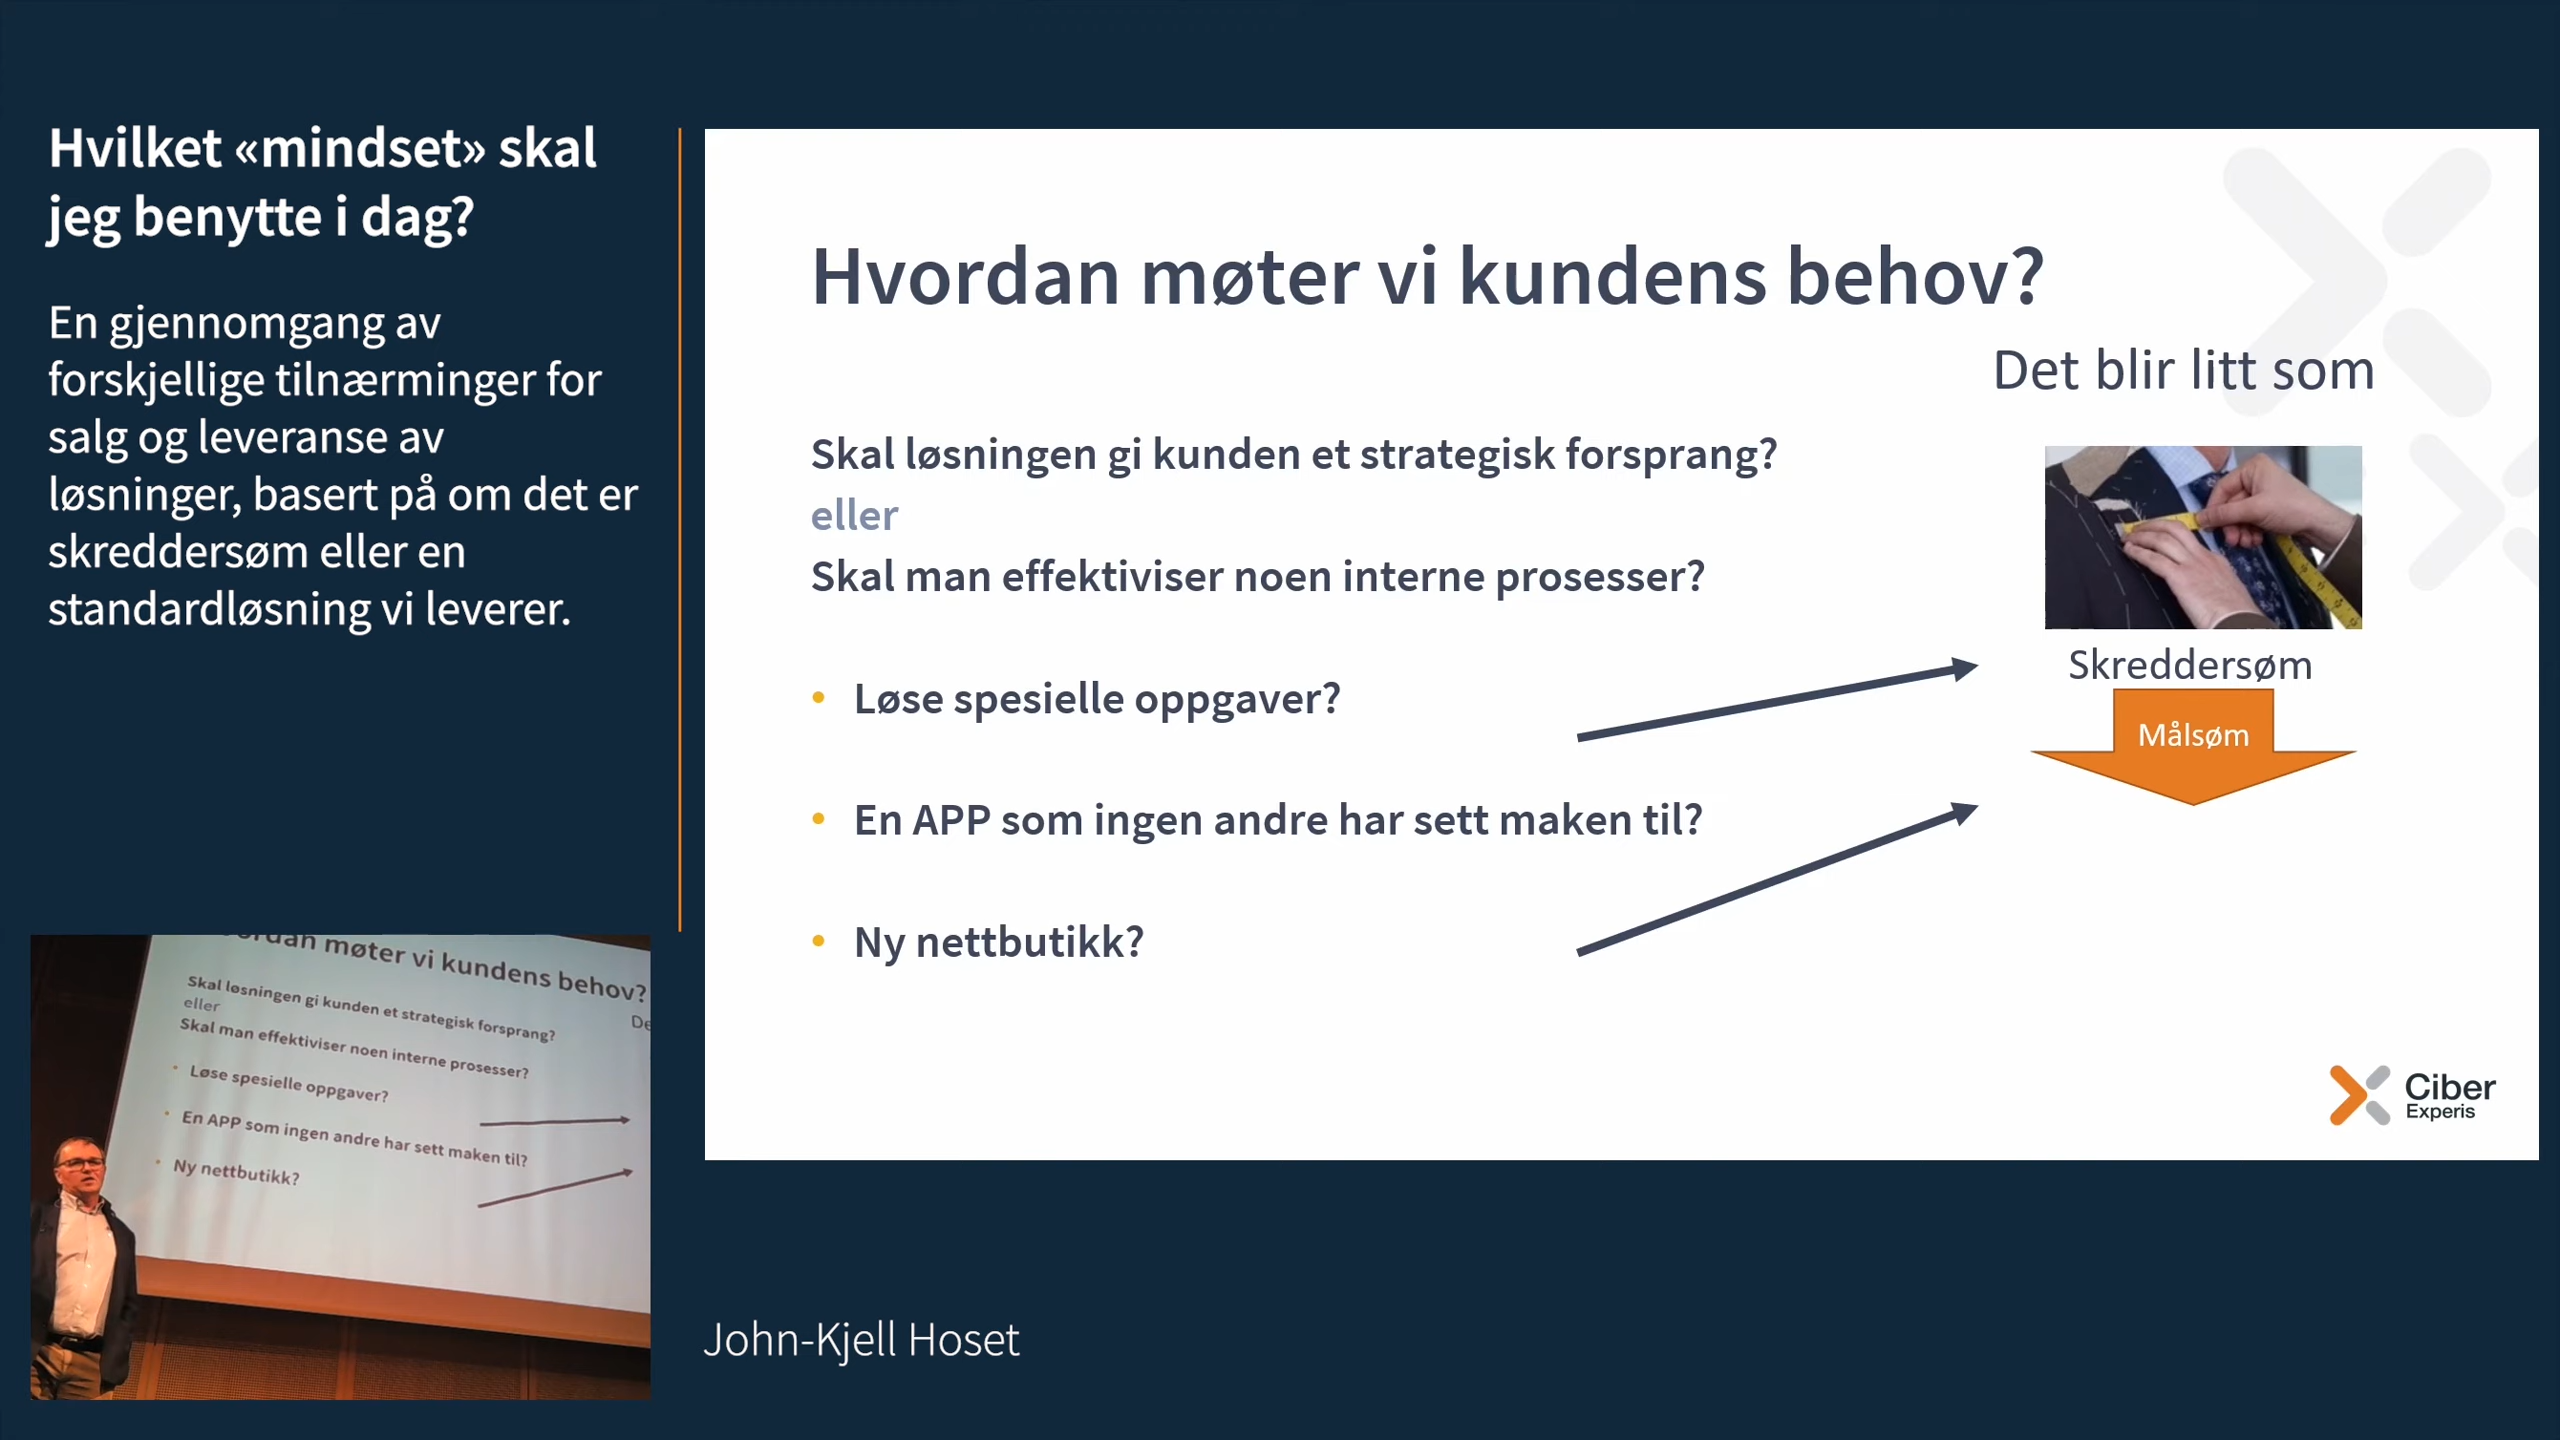 Hvilket «mindset» skal
jeg benytte i dag?
En gjennomgang av
forskjellige tilnærminger for
salg og leveranse av
løsninger, basert på om det er
skreddersøm eller en
standardløsning vi leverer.
Hvordan møter vi kundens behov?
Det blir litt som
Skal løsningen gi kunden et strategisk forsprang?
eller
Skal man effektiviser noen interne prosesser?
Skreddersøm
• Løse spesielle oppgaver?
Målsøm
• En APP som ingen andre har sett maken til?
• Ny nettbutikk?
Ciber
Experis
møter vi kundens behov?
Skal løsningen gi kunden et strategisk forsprang?
eller
De
Skal man effektiviser noen interne prosesser?
• Løse spesielle oppgaver?
• En APP som ingen andre har sett maken til?
• Ny nettbutikk?
John-Kjell Hoset